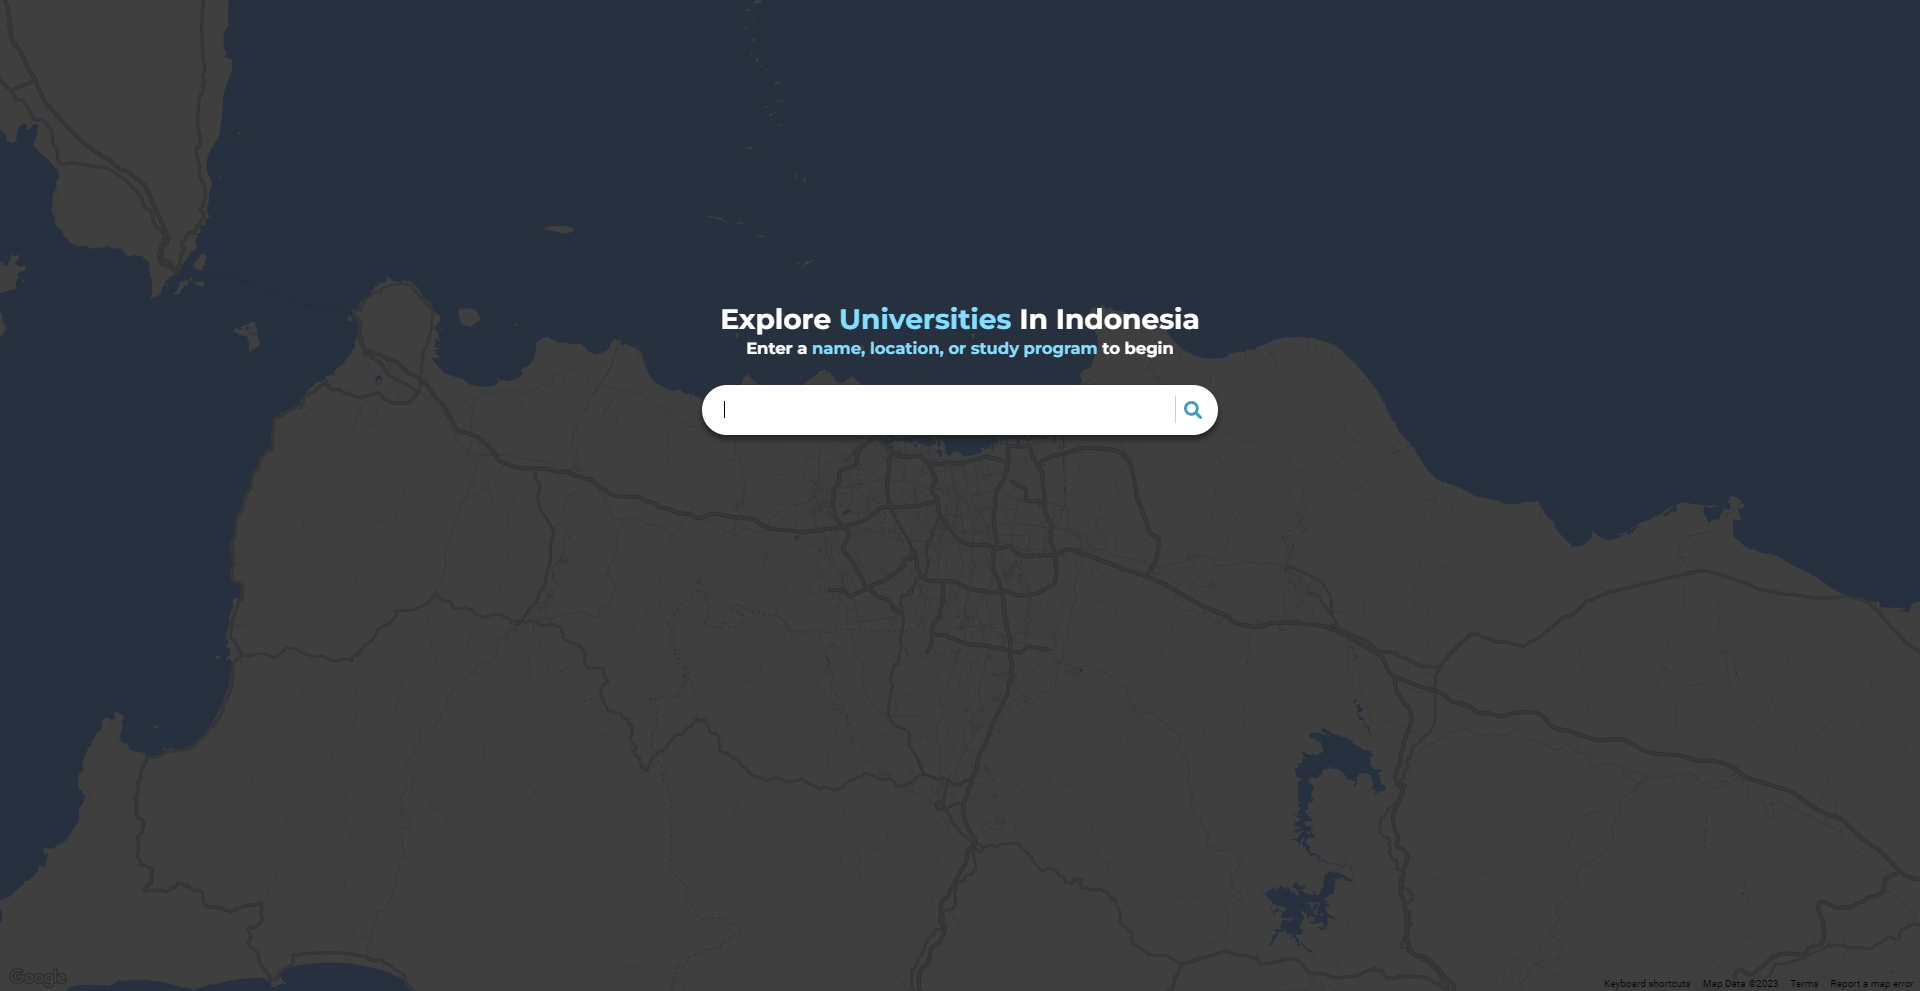 Explore Universities In Indonesia
Enter a name, location, or study program to begin
Google
Keyboard shortcuts Map Data ©2023 Terms Report a map error